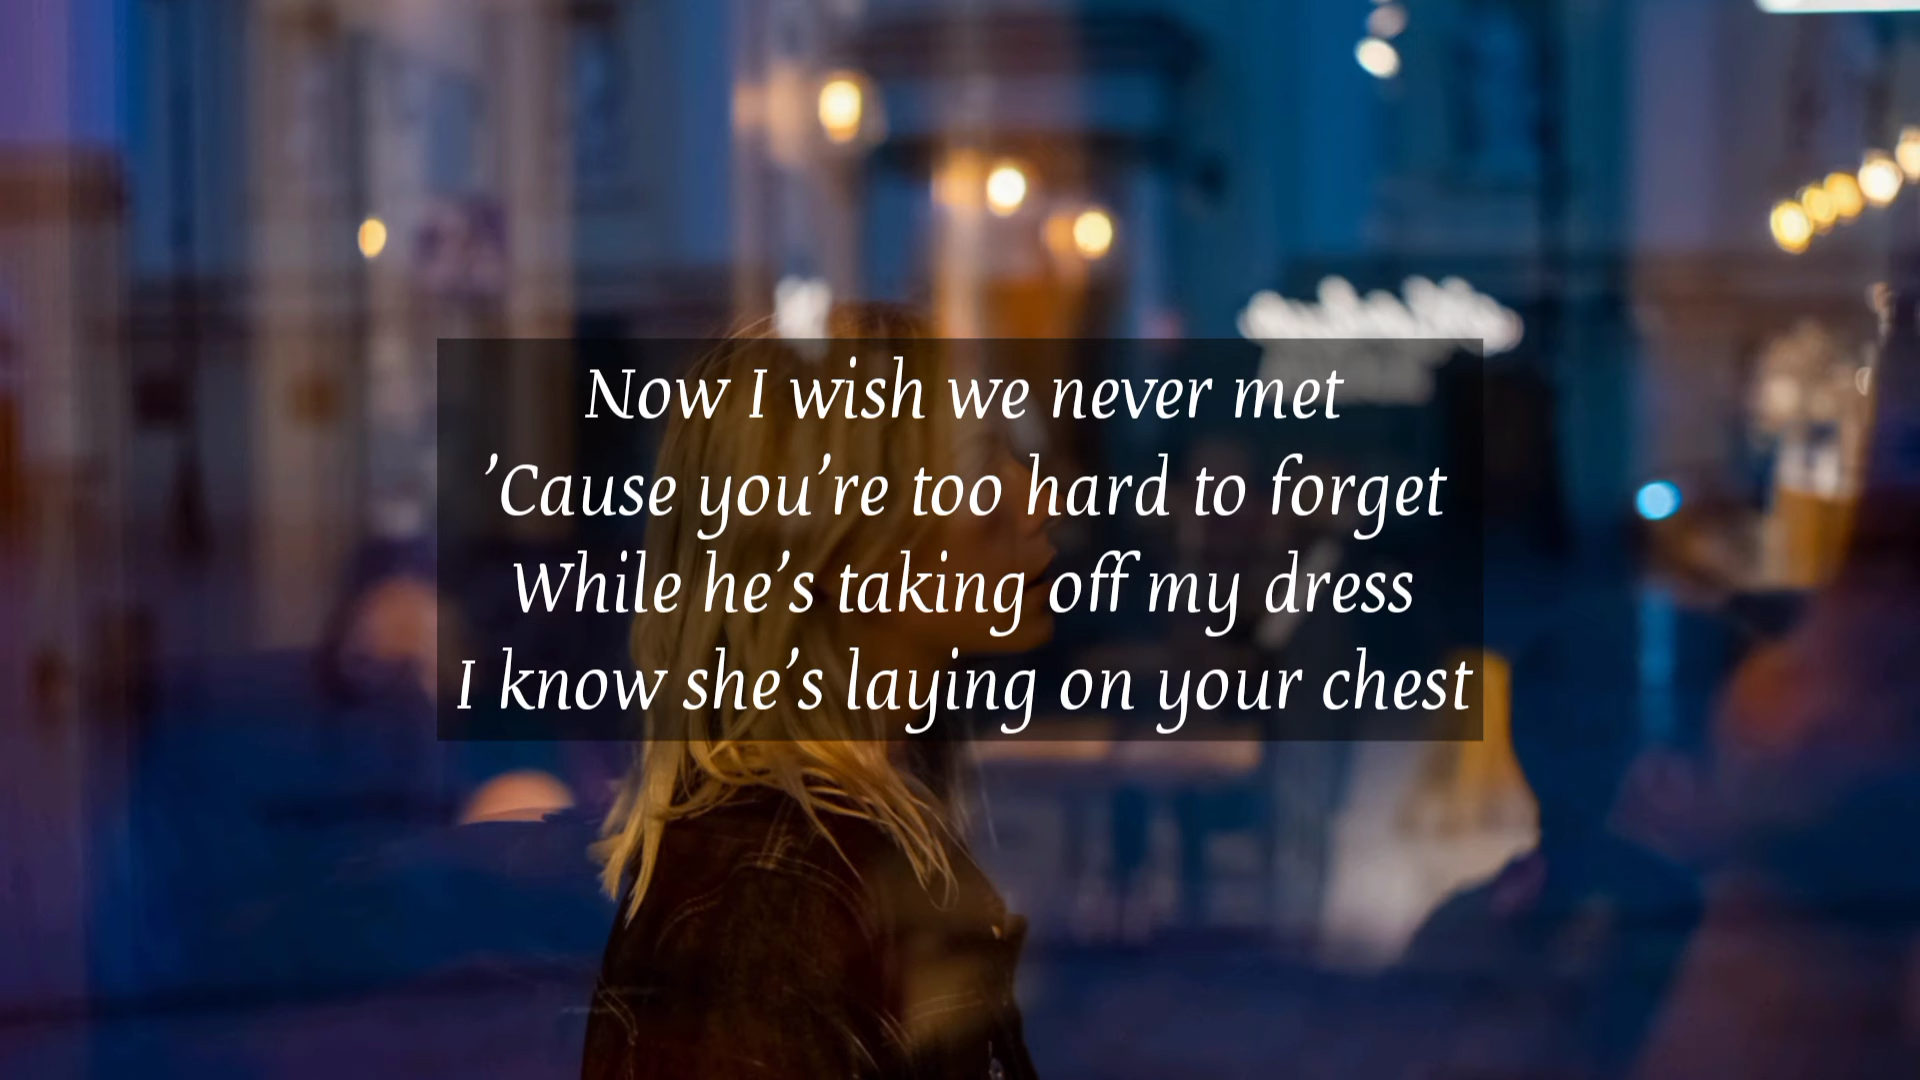 Now I wish we never met
’Cause you’re too hard to forget
While he’s taking off my dress
I know she’s laying on your chest